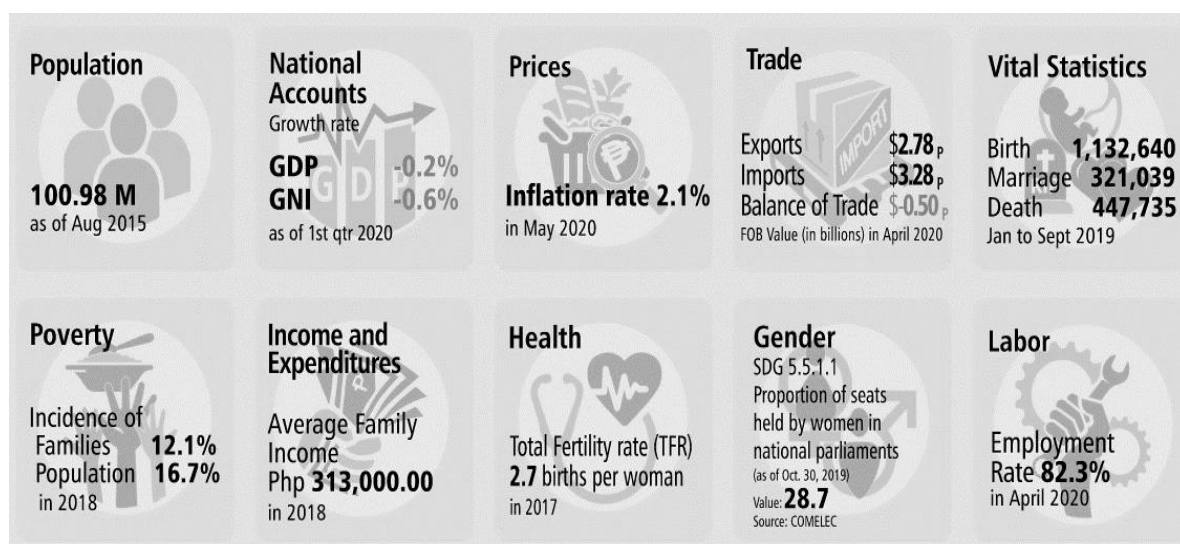 Population
100.98 M
as of Aug 2015
National
Accounts
Growth rate
GDP -0.2%
GNI -0.6%
as of 1st qtr 2020
Prices
Inflation rate 2.1%
in May 2020
Trade
Exports $2.78 p
Imports $3.28 p
Balance of Trade $-0.50 p
FOB Value (in billions) in April 2020
IMPORT
Vital Statistics
Birth 1,132,640
Marriage 321,039
Death 447,735
Jan to Sept 2019
Poverty
Incidence of
Families 12.1%
Population 16.7%
in 2018
Income and
Expenditures
Average Family
Income
Php 313,000.00
in 2018
Health
Total Fertility rate (TFR)
2.7 births per woman
in 2017
Gender
SDG 5.5.1.1
Proportion of seats
held by women in
national parliaments
(as of Oct. 30, 2019)
Value: 28.7
Source: COMELEC
Labor
Employment
Rate 82.3%
in April 2020